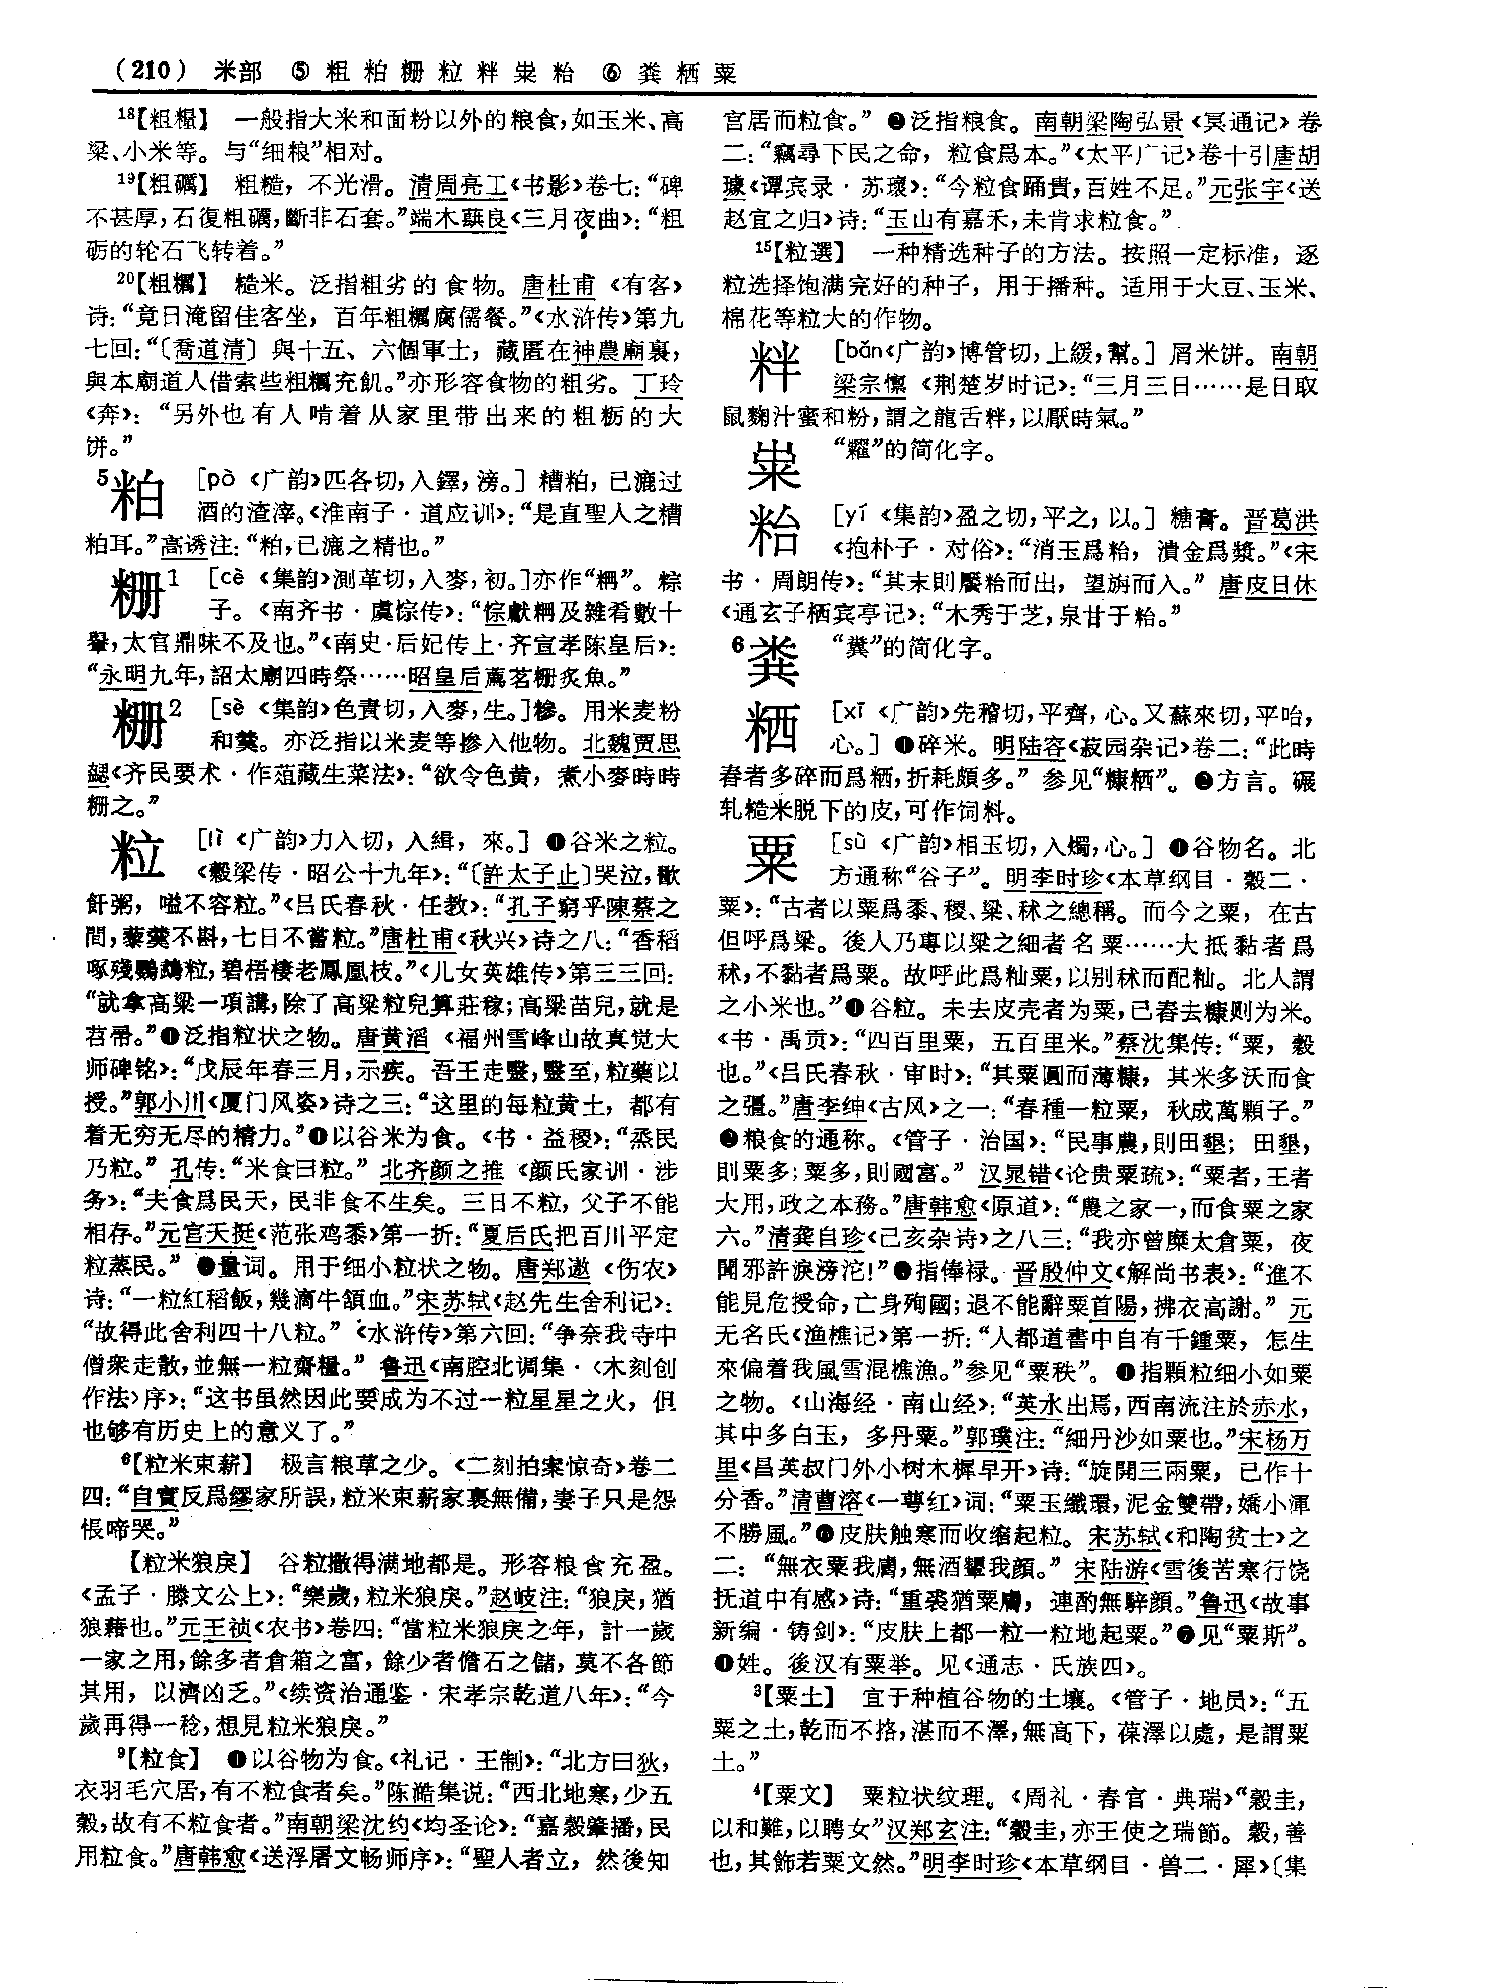 (210) 米部 ⑤粗粕粣粒粩粜粭 ⑥粪粞粟
¹⁸【粗糧】 一般指大米和面粉以外的粮食,如玉米、高
梁、小米等。与“细粮”相对。
¹⁹【粗礪】 粗糙，不光滑。清周亮工《书影》卷七：“碑
不甚厚,石復粗礪,斷非石套。”端木蕻良《三月夜曲》：“粗
砺的轮石飞转着。”
²⁰【粗糲】 糙米。泛指粗劣的食物。唐杜甫《有客》
诗：“竟日淹留佳客坐，百年粗糲腐儒餐。”《水浒传》第九
七回：“〔喬道清〕與十五、六個軍士，藏匿在神農廟裏，
與本廟道人借索些粗糲充飢。”亦形容食物的粗劣。丁玲
《奔》：“另外也有人啃着从家里带出来的粗粝的大
饼。”
⁵粕 [pò《广韵》匹各切,入鐸,滂。]糟粕，已漉过
酒的渣滓。《淮南子·道应训》：“是直聖人之糟
粕耳。”高诱注：“粕,已漉之精也。”
粣¹ [cè《集韵》測革切,入麥,初。]亦作“𥹥”。粽
子。《南齐书·虞悰传》：“悰獻𥹥及雜肴數十
轝,太官鼎味不及也。”《南史·后妃传上·齐宣孝陈皇后》：
“永明九年,詔太廟四時祭……昭皇后薦茗粣炙魚。”
粣² [sè《集韵》色責切,入麥,生。]糝。用米麦粉
和羹。亦泛指以米麦等掺入他物。北魏贾思
勰《齐民要术·作菹藏生菜法》：“欲令色黄，煮小麥時時
粣之。”
粒 [lì《广韵》力入切，入緝，來。]❶谷米之粒。
《穀梁传·昭公十九年》：“〔許太子止〕哭泣,歠
飦粥，嗌不容粒。”《吕氏春秋·任教》：“孔子窮乎陳蔡之
間,藜羹不斟,七日不嘗粒。”唐杜甫《秋兴》诗之八：“香稻
啄殘鸚鵡粒,碧梧棲老鳳凰枝。”《儿女英雄传》第三三回：
“就拿高粱一項講,除了高粱粒兒算莊稼;高粱苗兒,就是
苕帚。”❷泛指粒状之物。唐黄滔《福州雪峰山故真觉大
师碑铭》：“戊辰年春三月,示疾。吾王走醫,醫至,粒藥以
授。”郭小川《厦门风姿》诗之三：“这里的每粒黄土，都有
着无穷无尽的精力。”❸以谷米为食。《书·益稷》：“烝民
乃粒。”孔传：“米食曰粒。”北齐颜之推《颜氏家训·涉
务》：“夫食爲民天，民非食不生矣。三日不粒，父子不能
相存。”元宫天挺《范张鸡黍》第一折：“夏后氏把百川平定
粒蒸民。”❹量词。用于细小粒状之物。唐郑遨《伤农》
诗：“一粒紅稻飯,幾滴牛頷血。”宋苏轼《赵先生舍利记》：
“故得此舍利四十八粒。”《水浒传》第六回：“争奈我寺中
僧衆走散,並無一粒齋糧。”鲁迅《南腔北调集·〈木刻创
作法〉序》：“这书虽然因此要成为不过一粒星星之火，但
也够有历史上的意义了。”
⁶【粒米束薪】 极言粮草之少。《二刻拍案惊奇》卷二
四：“自實反爲繆家所誤,粒米束薪家裏無備,妻子只是怨
悵啼哭。”
【粒米狼戾】 谷粒撒得满地都是。形容粮食充盈。
《孟子·滕文公上》：“樂歲,粒米狼戾。”赵岐注：“狼戾,猶
狼藉也。”元王祯《农书》卷四：“當粒米狼戾之年，計一歲
一家之用,餘多者倉箱之富，餘少者儋石之儲，莫不各節
其用，以濟凶乏。”《续资治通鉴·宋孝宗乾道八年》：“今
歲再得一稔,想見粒米狼戾。”
⁹【粒食】 ❶以谷物为食。《礼记·王制》：“北方曰狄，
衣羽毛穴居,有不粒食者矣。”陈澔集说：“西北地寒,少五
穀,故有不粒食者。”南朝梁沈约《均圣论》：“嘉穀肇播,民
用粒食。”唐韩愈《送浮屠文畅师序》：“聖人者立，然後知
宫居而粒食。”❷泛指粮食。南朝梁陶弘景《冥通记》卷
二：“竊尋下民之命，粒食爲本。”《太平广记》卷十引唐胡
璩《谭宾录·苏瓌》：“今粒食踊貴,百姓不足。”元张宇《送
赵宜之归》诗：“玉山有嘉禾,未肯求粒食。”
¹⁵【粒選】 一种精选种子的方法。按照一定标准，逐
粒选择饱满完好的种子，用于播种。适用于大豆、玉米、
棉花等粒大的作物。
粚 [bǎn《广韵》博管切,上緩,幫。]屑米饼。南朝
梁宗懔《荆楚岁时记》：“三月三日……是日取
鼠麴汁蜜和粉,謂之龍舌粚,以厭時氣。”
粜 “糶”的简化字。
粭 [yí《集韵》盈之切,平之，以。]糖膏。晋葛洪
《抱朴子·对俗》：“消玉爲粭，潰金爲漿。”《宋
书·周朗传》：“其末則饜粭而出，望旃而入。”唐皮日休
《通玄子栖宾亭记》：“木秀于芝,泉甘于粭。”
⁶粪 “糞”的简化字。
粞 [xī《广韵》先稽切,平齊,心。又蘇來切,平咍，
心。]❶碎米。明陆容《菽园杂记》卷二：“此時
舂者多碎而爲粞,折耗頗多。”参见“糠粞”。❷方言。碾
轧糙米脱下的皮,可作饲料。
粟 [sù《广韵》相玉切,入燭,心。]❶谷物名。北
方通称“谷子”。明李时珍《本草纲目·穀二·
粟》：“古者以粟爲黍、稷、粱、秫之總稱。而今之粟，在古
但呼爲粱。後人乃專以粱之細者名粟……大抵黏者爲
秫,不黏者爲粟。故呼此爲秈粟,以别秫而配秈。北人謂
之小米也。”❷谷粒。未去皮壳者为粟,已舂去糠则为米。
《书·禹贡》：“四百里粟，五百里米。”蔡沈集传：“粟，穀
也。”《吕氏春秋·审时》：“其粟圓而薄糠，其米多沃而食
之彊。”唐李绅《古风》之一：“春種一粒粟，秋成萬顆子。”
❸粮食的通称。《管子·治国》：“民事農,則田墾；田墾，
則粟多;粟多,則國富。”汉晁错《论贵粟疏》：“粟者,王者
大用,政之本務。”唐韩愈《原道》：“農之家一,而食粟之家
六。”清龚自珍《己亥杂诗》之八三：“我亦曾糜太倉粟，夜
聞邪許淚滂沱!”❹指俸禄。晋殷仲文《解尚书表》：“進不
能見危授命,亡身殉國;退不能辭粟首陽,拂衣高謝。”元
无名氏《渔樵记》第一折：“人都道書中自有千鍾粟，怎生
來偏着我風雪混樵漁。”参见“粟秩”。❺指颗粒细小如粟
之物。《山海经·南山经》：“英水出焉,西南流注於赤水，
其中多白玉，多丹粟。”郭璞注：“細丹沙如粟也。”宋杨万
里《昌英叔门外小树木樨早开》诗：“旋開三兩粟，已作十
分香。”清曹溶《一萼红》词：“粟玉纖環,泥金雙帶,嬌小渾
不勝風。”❻皮肤触寒而收缩起粒。宋苏轼《和陶贫士》之
二：“無衣粟我膚,無酒顰我顔。”宋陆游《雪後苦寒行饶
抚道中有感》诗：“重裘猶粟膚，連酌無騂顔。”鲁迅《故事
新编·铸剑》：“皮肤上都一粒一粒地起粟。”❼见“粟斯”。
❽姓。後汉有粟举。见《通志·氏族四》。
³【粟土】 宜于种植谷物的土壤。《管子·地员》：“五
粟之土,乾而不挌,湛而不澤,無高下，葆澤以處，是謂粟
土。”
⁴【粟文】 粟粒状纹理。《周礼·春官·典瑞》“穀圭，
以和難,以聘女”汉郑玄注：“穀圭,亦王使之瑞節。穀,善
也,其飾若粟文然。”明李时珍《本草纲目·兽二·犀》〔集